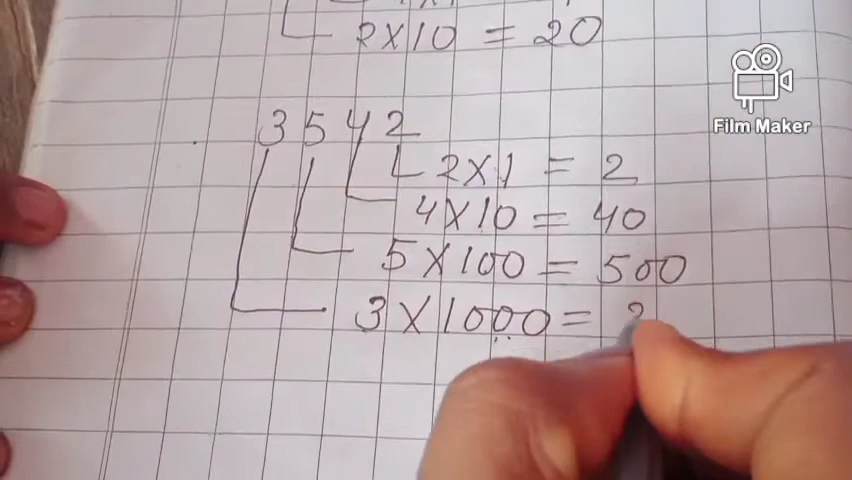 2X10 = 20
Film Maker
3542
2X1 = 2
4X10 = 40
5X100 = 500
3X1000 =